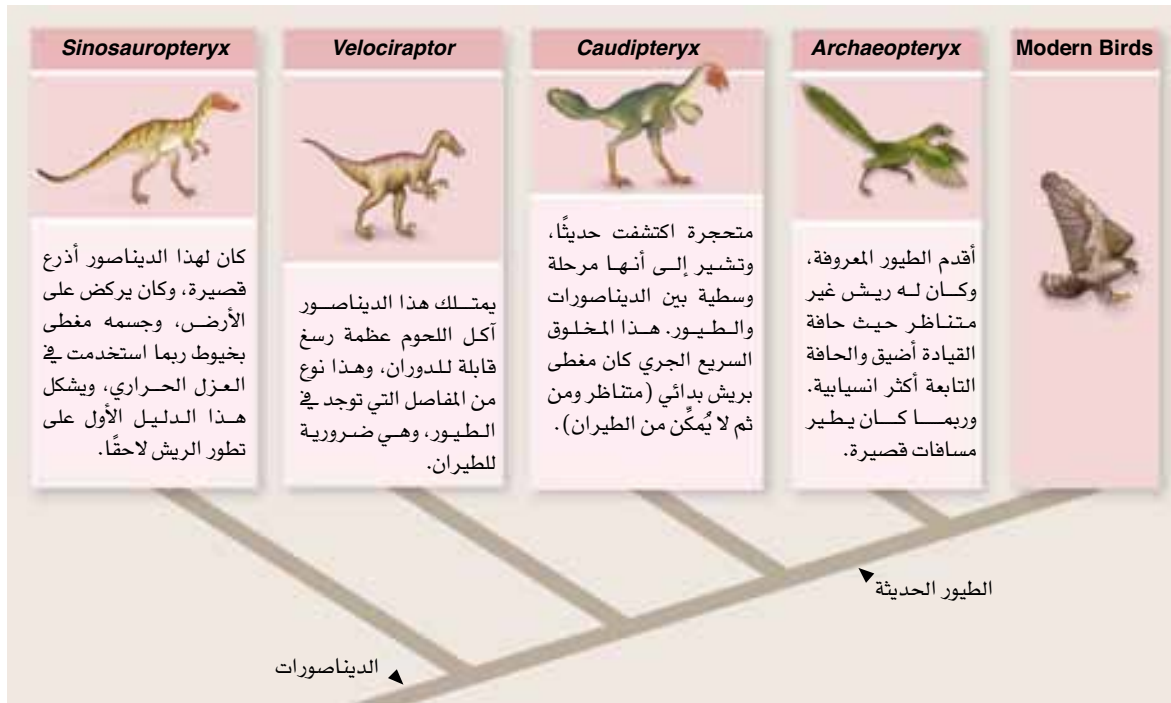 Sinosauropteryx
Velociraptor
Caudipteryx
Archaeopteryx
Modern Birds
كان لهذا الديناصور أذرع
قصيرة، وكان يركض على
الأرض، وجسمه مغطى
بخيوط ربما استخدمت في
العزل الحراري، ويشكل
هذا الدليل الأول على
تطور الريش لاحقًا.
يمتلك هذا الديناصور
آكل اللحوم عظمة رسغ
قابلة للدوران، وهذا نوع
من المفاصل التي توجد في
الطيور، وهي ضرورية
للطيران.
متحجرة اكتشفت حديثًا،
وتشير إلى أنها مرحلة
وسطية بين الديناصورات
والطيور. هذا المخلوق
السريع الجري كان مغطى
بريش بدائي (متناظر ومن
ثم لا يُمكِّن من الطيران).
أقدم الطيور المعروفة،
وكان له ريش غير
متناظر حيث حافة
القيادة أضيق والحافة
التابعة أكثر انسيابية.
وربما كان يطير
مسافات قصيرة.
الطيور الحديثة
الديناصورات